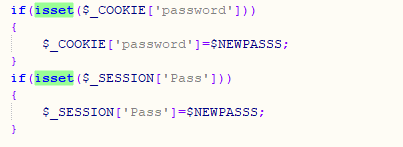 if(isset($_COOKIE['password']))
{
$_COOKIE['password']=$NEWPASSS;
}
if(isset($_SESSION['Pass']))
{
$_SESSION['Pass']=$NEWPASSS;
}